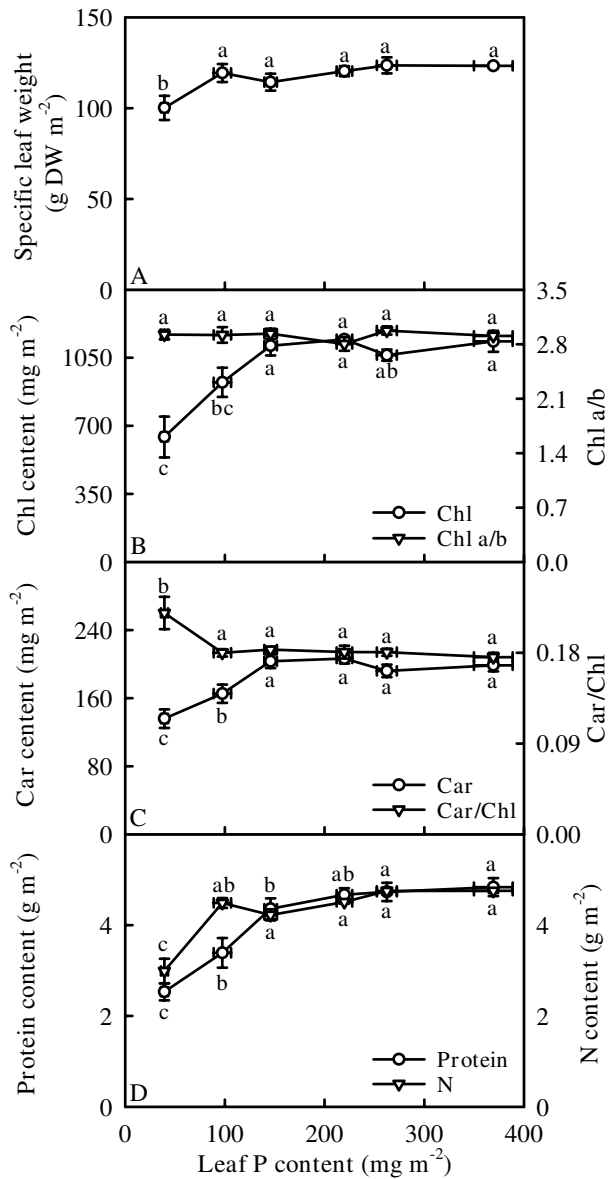 150
100
50
0
Specific leaf weight
(g DW m-2)
b
a
a
a
a
a
A
1050
700
350
0
Chl centent (mg m-2)
3.5
2.8
2.1
1.4
0.7
0.0
Chl a/b
a
a
a
a
a
a
c
bc
a
a
ab
a
Chl
Chl a/b
B
240
160
80
0
Car centent (mg m-2)
0.18
0.09
0.00
Car/Chl
b
a
a
a
a
a
c
b
a
a
a
a
Car
Car/Chl
C
4
2
0
Protein content (g m-2)
4
2
0
N content (g m-2)
c
ab
b
ab
a
a
c
b
a
a
a
a
Protein
N
D
0
100
200
300
400
Leaf P content (mg m-2)